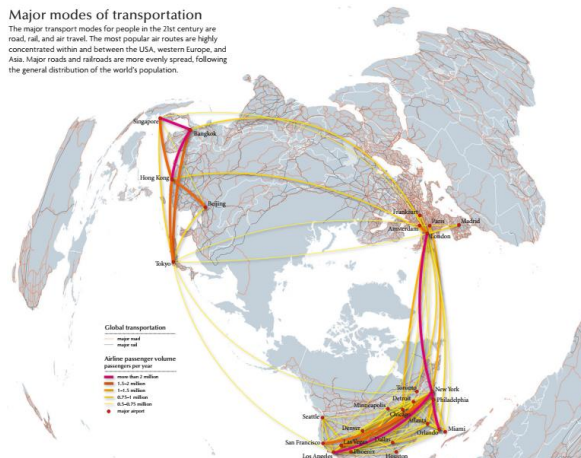 Major modes of transportation
The major transport modes for people in the 21st century are
road, rail, and air travel. The most popular air routes are highly
concentrated within and between the USA, western Europe, and
Asia. Major roads and railroads are more evenly spread, following
the general distribution of the world's population.
Singapore
Bangkok
Hong Kong
Beijing
Tokyo
Frankfurt
Paris
Madrid
Amsterdam
London
Global transportation
major road
major rail
Airline passenger volume
passengers per year
more than 2 million
1.5–2 million
1–1.5 million
0.75–1 million
0.5–0.75 million
major airport
Toronto
New York
Detroit
Philadelphia
Minneapolis
Chicago
Seattle
Atlanta
Miami
Orlando
Denver
Dallas
San Francisco
Las Vegas
Phoenix
Los Angeles
Houston